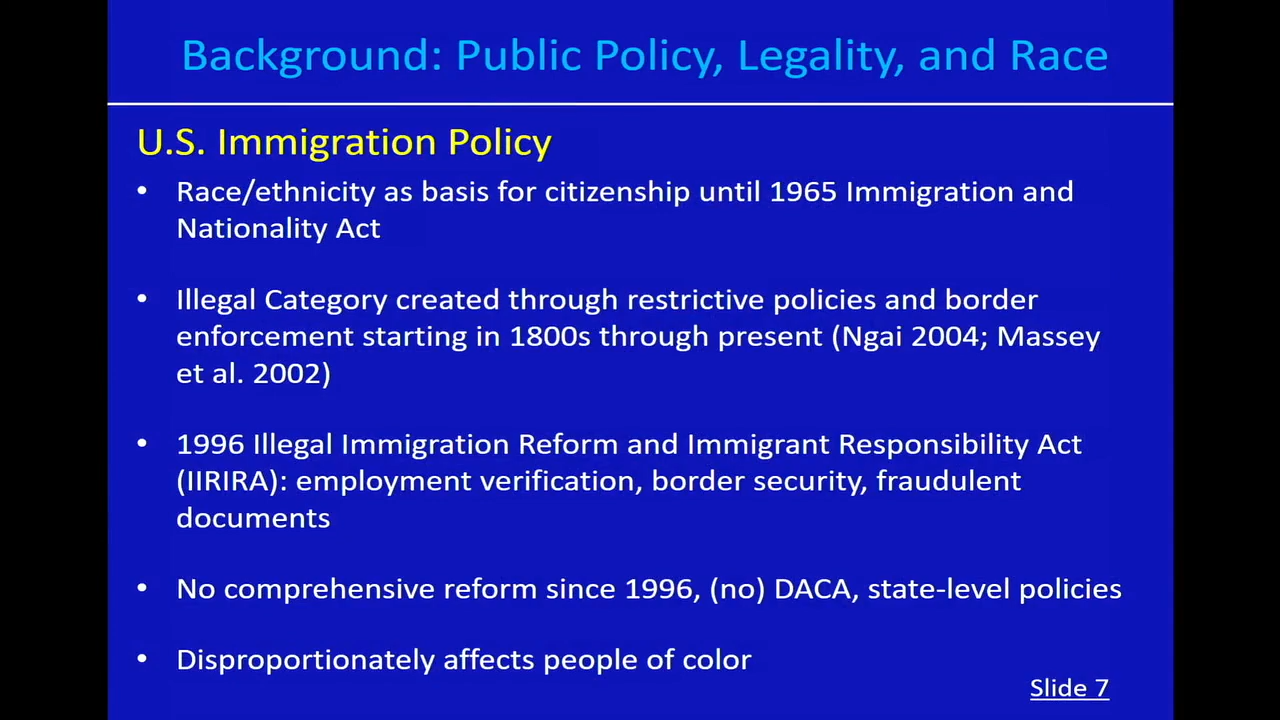 Background: Public Policy, Legality, and Race
U.S. Immigration Policy
• Race/ethnicity as basis for citizenship until 1965 Immigration and
Nationality Act
• Illegal Category created through restrictive policies and border
enforcement starting in 1800s through present (Ngai 2004; Massey
et al. 2002)
• 1996 Illegal Immigration Reform and Immigrant Responsibility Act
(IIRIRA): employment verification, border security, fraudulent
documents
• No comprehensive reform since 1996, (no) DACA, state-level policies
• Disproportionately affects people of color
Slide 7